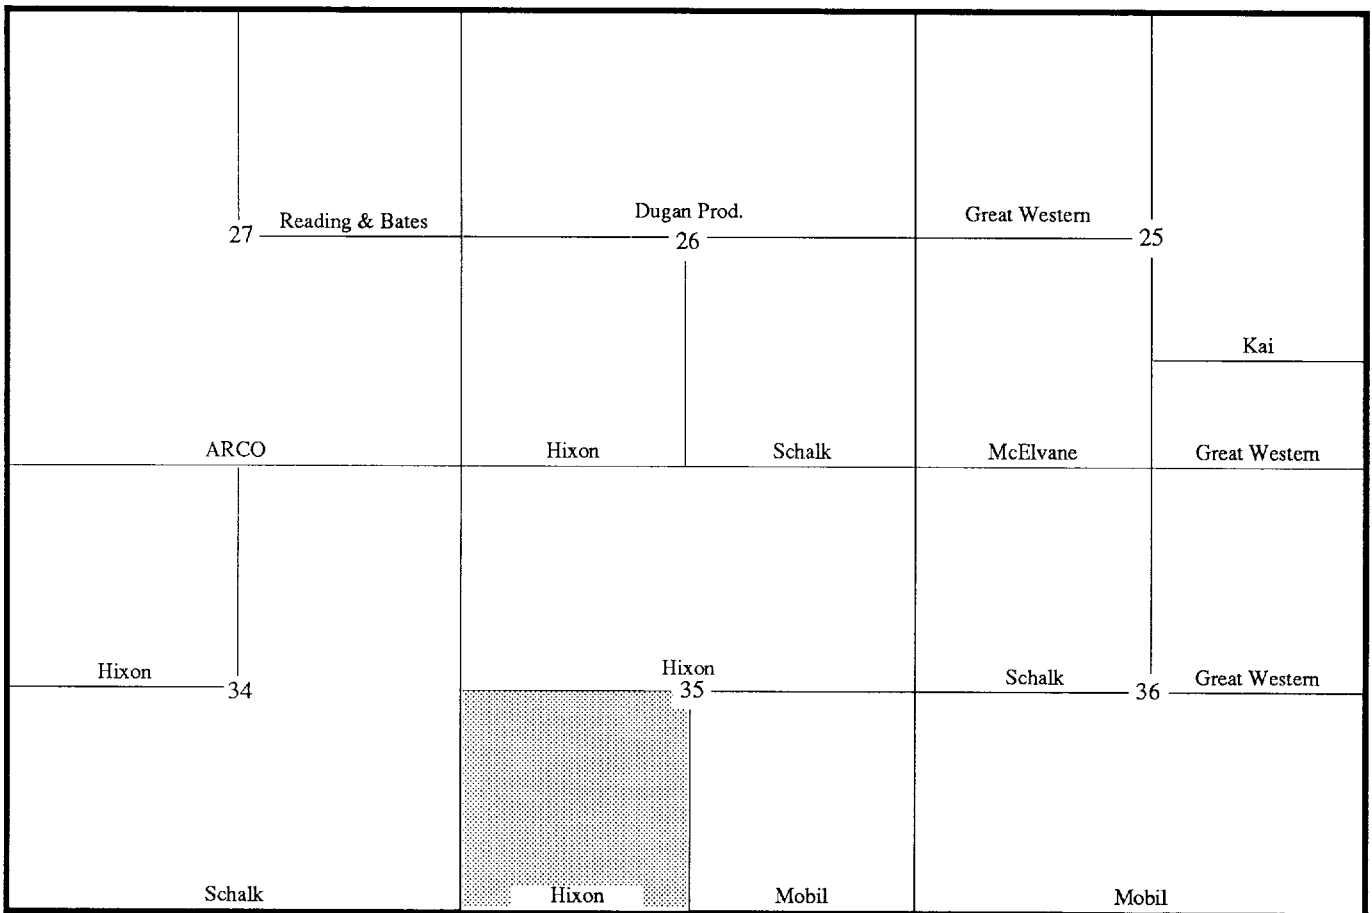 Dugan Prod.
Reading & Bates
Great Western
27
26
25
Kai
ARCO
Hixon
Schalk
McElvane
Great Western
Hixon
Hixon
Schalk
Great Western
34
35
36
Schalk
Hixon
Mobil
Mobil